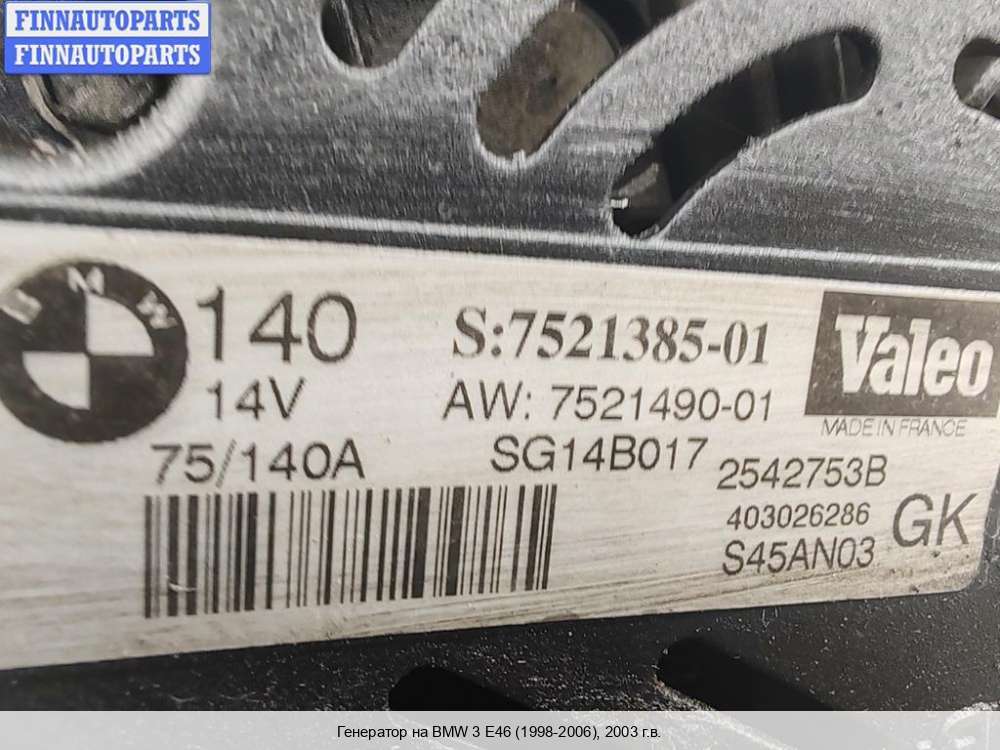 FINNAUTOPARTS
FINNAUTOPARTS
BMW 140
14V
75/140A
S:7521385-01
AW: 7521490-01
SG14B017
Valeo
MADE IN FRANCE
2542753B
403026286
S45AN03
GK
Генератор на BMW 3 E46 (1998-2006), 2003 г.в.